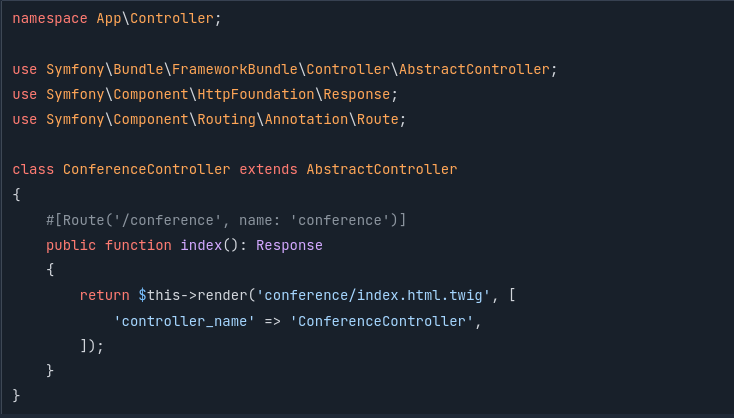 namespace App\Controller;

use Symfony\Bundle\FrameworkBundle\Controller\AbstractController;
use Symfony\Component\HttpFoundation\Response;
use Symfony\Component\Routing\Annotation\Route;

class ConferenceController extends AbstractController
{
    #[Route('/conference', name: 'conference')]
    public function index(): Response
    {
        return $this->render('conference/index.html.twig', [
            'controller_name' => 'ConferenceController',
        ]);
    }
}